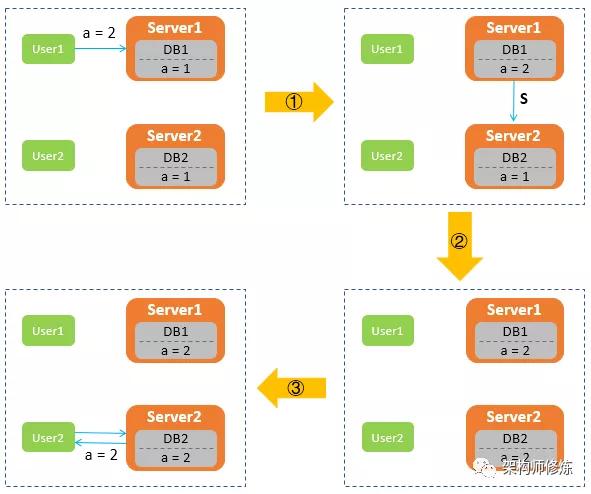 User1
a = 2
Server1
DB1
a = 1
User2
Server2
DB2
a = 1
①
User1
Server1
DB1
a = 2
S
User2
Server2
DB2
a = 1
②
User1
Server1
DB1
a = 2
User2
Server2
DB2
a = 2
③
User1
Server1
DB1
a = 2
User2
a = 2
Server2
DB2
a = 2
架构师修炼